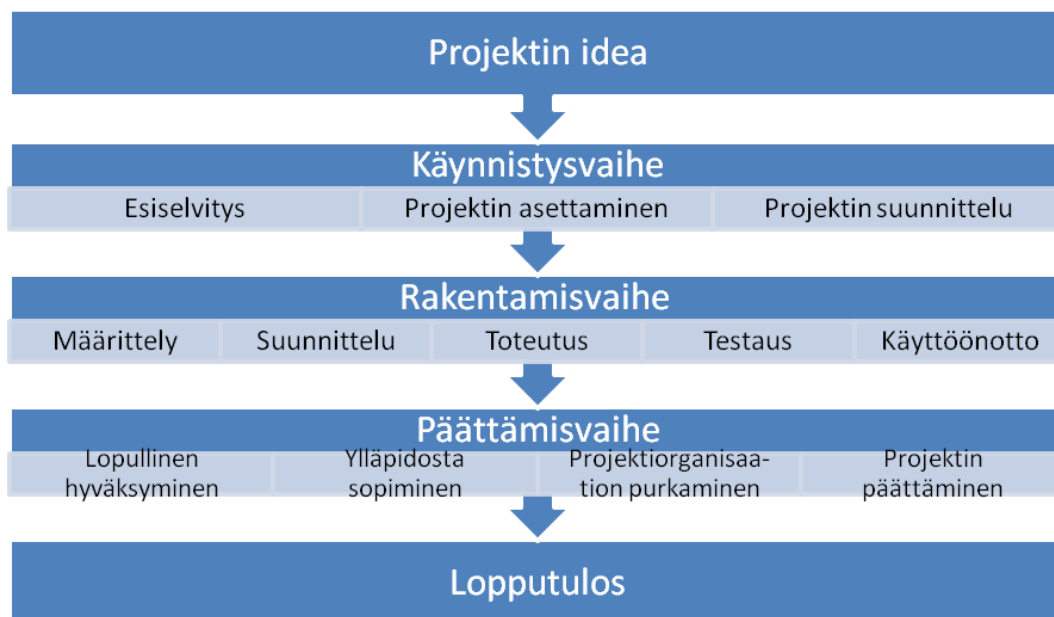 Projektin idea
Käynnistysvaihe
Esiselvitys
Projektin asettaminen
Projektin suunnittelu
Rakentamisvaihe
Määrittely
Suunnittelu
Toteutus
Testaus
Käyttöönotto
Päättämisvaihe
Lopullinen
hyväksyminen
Ylläpidosta
sopiminen
Projektiorganisaa-
tion purkaminen
Projektin
päättäminen
Lopputulos